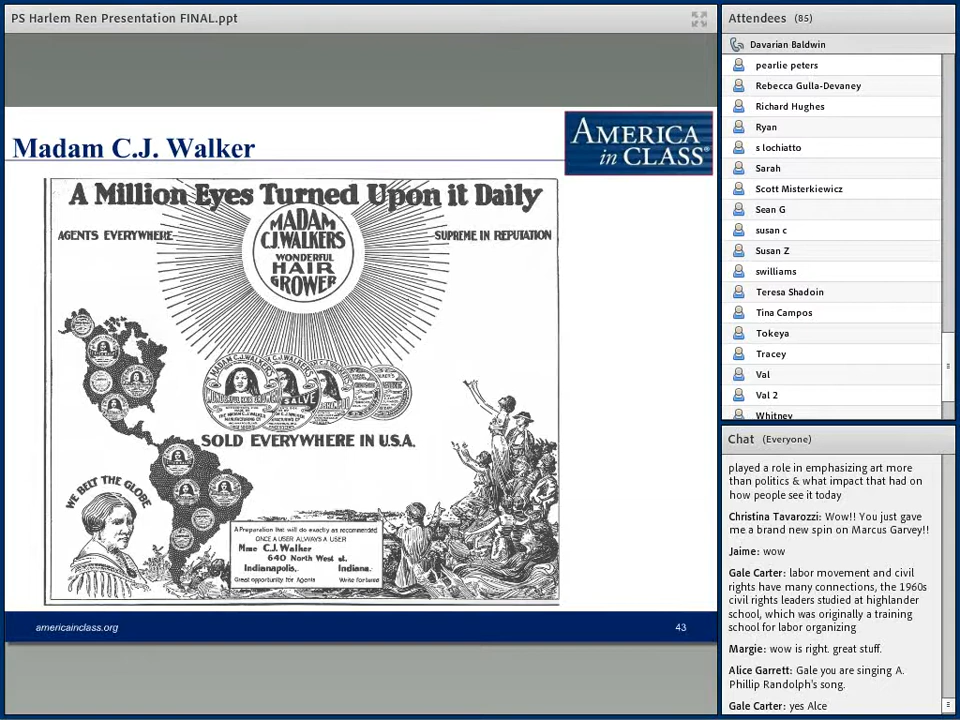 PS Harlem Ren Presentation FINAL.ppt
Madam C.J. Walker
AMERICA
in CLASS®
A Million Eyes Turned Upon it Daily
AGENTS EVERYWHERE
SUPREME IN REPUTATION
MADAM
C.J.WALKERS
WONDERFUL
HAIR
GROWER
MADAM C.J. WALKER'S
SALVE
SOLD EVERYWHERE IN U.S.A.
WE BELT THE GLOBE
A Preparation that will do exactly as recommended
ONCE A USER ALWAYS A USER
Mme C.J. Walker
640 North West st.
Indianapolis, Indiana.
Great opportunity for Agents
americainclass.org
43
Attendees (85)
Davarian Baldwin
pearlie peters
Rebecca Gulla-Devaney
Richard Hughes
Ryan
s lochiatto
Sarah
Scott Misterkiewicz
Sean G
susan c
Susan Z
swilliams
Teresa Shadoin
Tina Campos
Tokeya
Tracey
Val
Val 2
Whitney
Chat (Everyone)
played a role in emphasizing art more
than politics & what impact that had on
how people see it today
Christina Tavarozzi: Wow!! You just gave
me a brand new spin on Marcus Garvey!!
Jaime: wow
Gale Carter: labor movement and civil
rights have many connections, the 1960s
civil rights leaders studied at highlander
school, which was originally a training
school for labor organizing
Margie: wow is right. great stuff.
Alice Garrett: Gale you are singing A.
Phillip Randolph's song.
Gale Carter: yes Alce